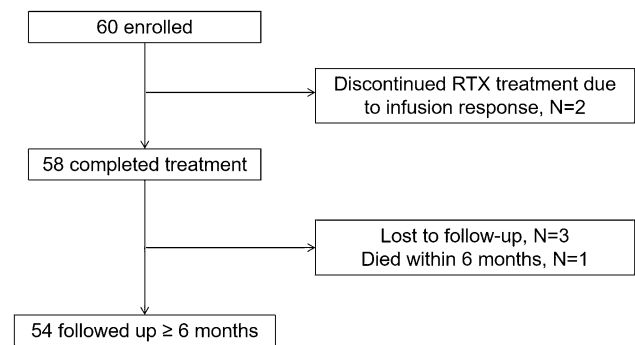 60 enrolled
Discontinued RTX treatment due
to infusion response, N=2
58 completed treatment
Lost to follow-up, N=3
Died within 6 months, N=1
54 followed up ≥ 6 months